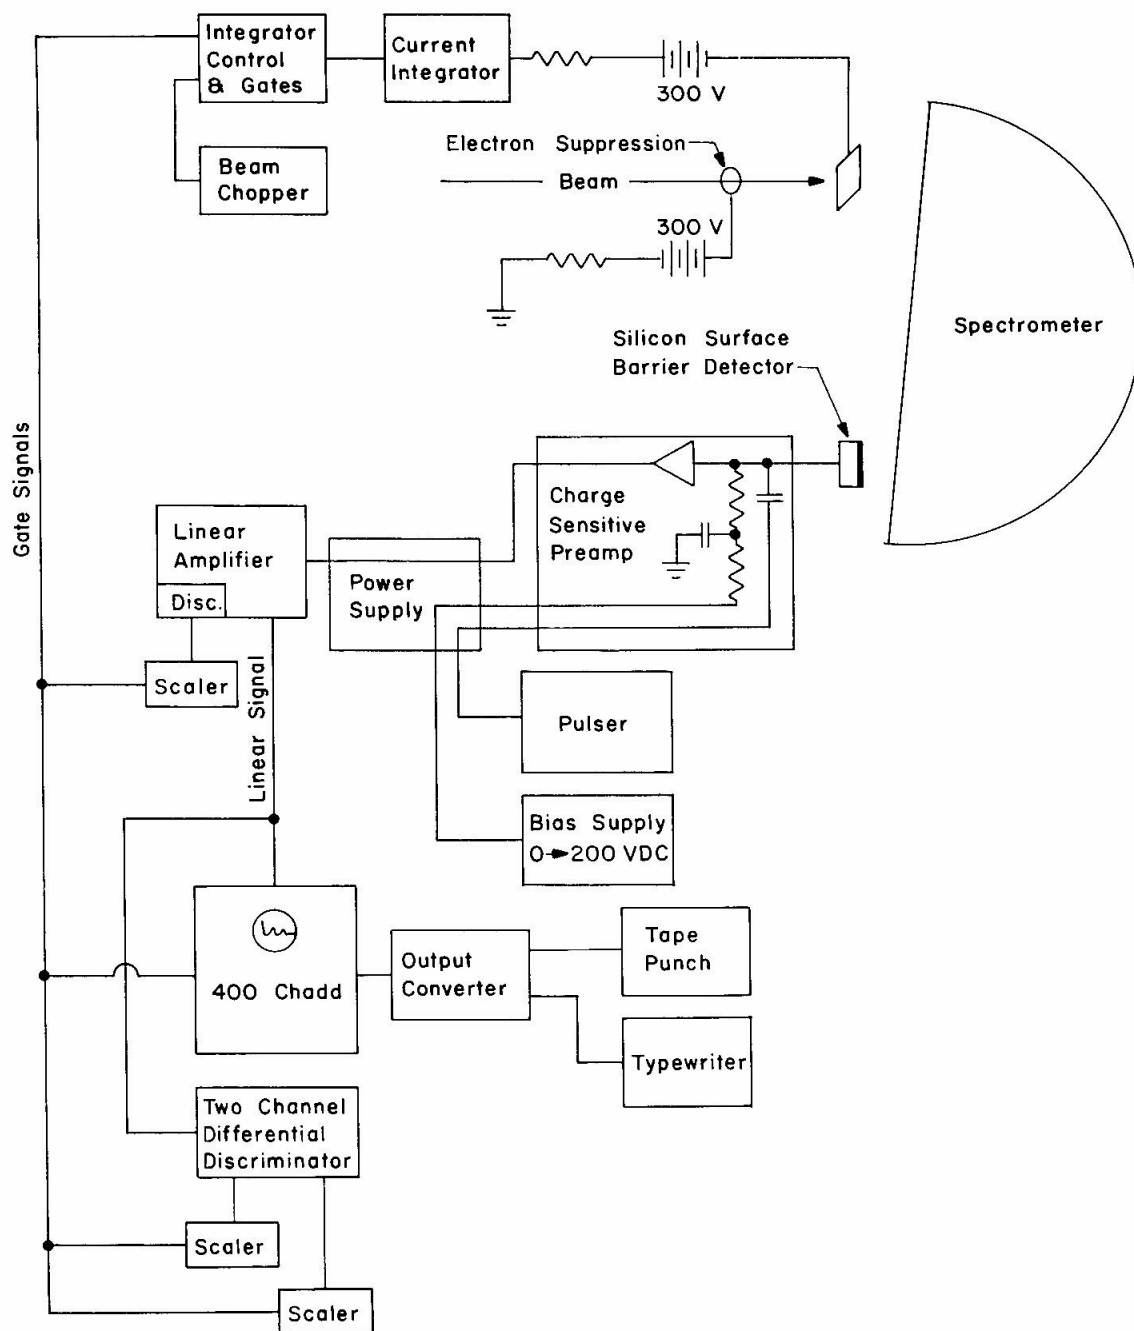 Integrator
Control
& Gates
Current
Integrator
300 V
Electron Suppression
Beam
Beam
Chopper
300 V
Spectrometer
Silicon Surface
Barrier Detector
Gate Signals
Charge
Sensitive
Preamp
Linear
Amplifier
Disc.
Power
Supply
Scaler
Linear Signal
Pulser
Bias Supply
0→200 VDC
400 Chadd
Output
Converter
Tape
Punch
Typewriter
Two Channel
Differential
Discriminator
Scaler
Scaler